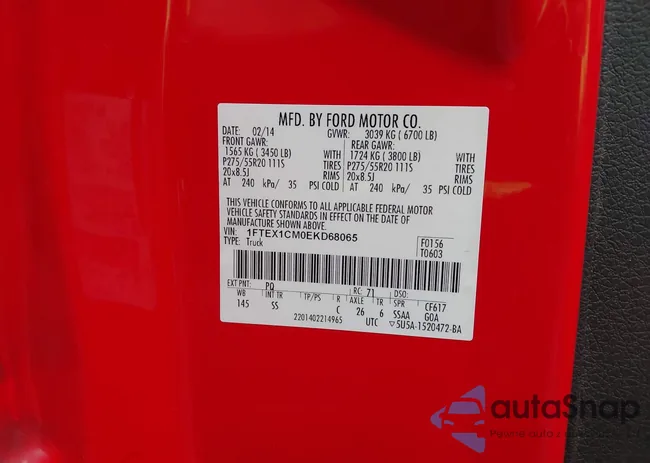 MFD. BY FORD MOTOR CO.
DATE: 02/14 GVWR: 3039 KG ( 6700 LB)
FRONT GAWR: REAR GAWR:
1565 KG ( 3450 LB) WITH 1724 KG ( 3800 LB) WITH
P275/55R20 111S TIRES P275/55R20 111S TIRES
20x8.5J RIMS 20x8.5J RIMS
AT 240 kPa/ 35 PSI COLD AT 240 kPa/ 35 PSI COLD
THIS VEHICLE CONFORMS TO ALL APPLICABLE FEDERAL MOTOR
VEHICLE SAFETY STANDARDS IN EFFECT ON THE DATE OF
MANUFACTURE SHOWN ABOVE.
VIN: 1FTEX1CM0EKD68065 F0156
TYPE: Truck T0603
EXT PNT: PQ RC: 71 DSO:
WB INT TR TP/PS R AXLE TR SPR CF617
145 SS C 26 6 SSAA GOA
2201402214965 UTC ▽5U5A-1520472-BA
autoSnap
Pewne auto z